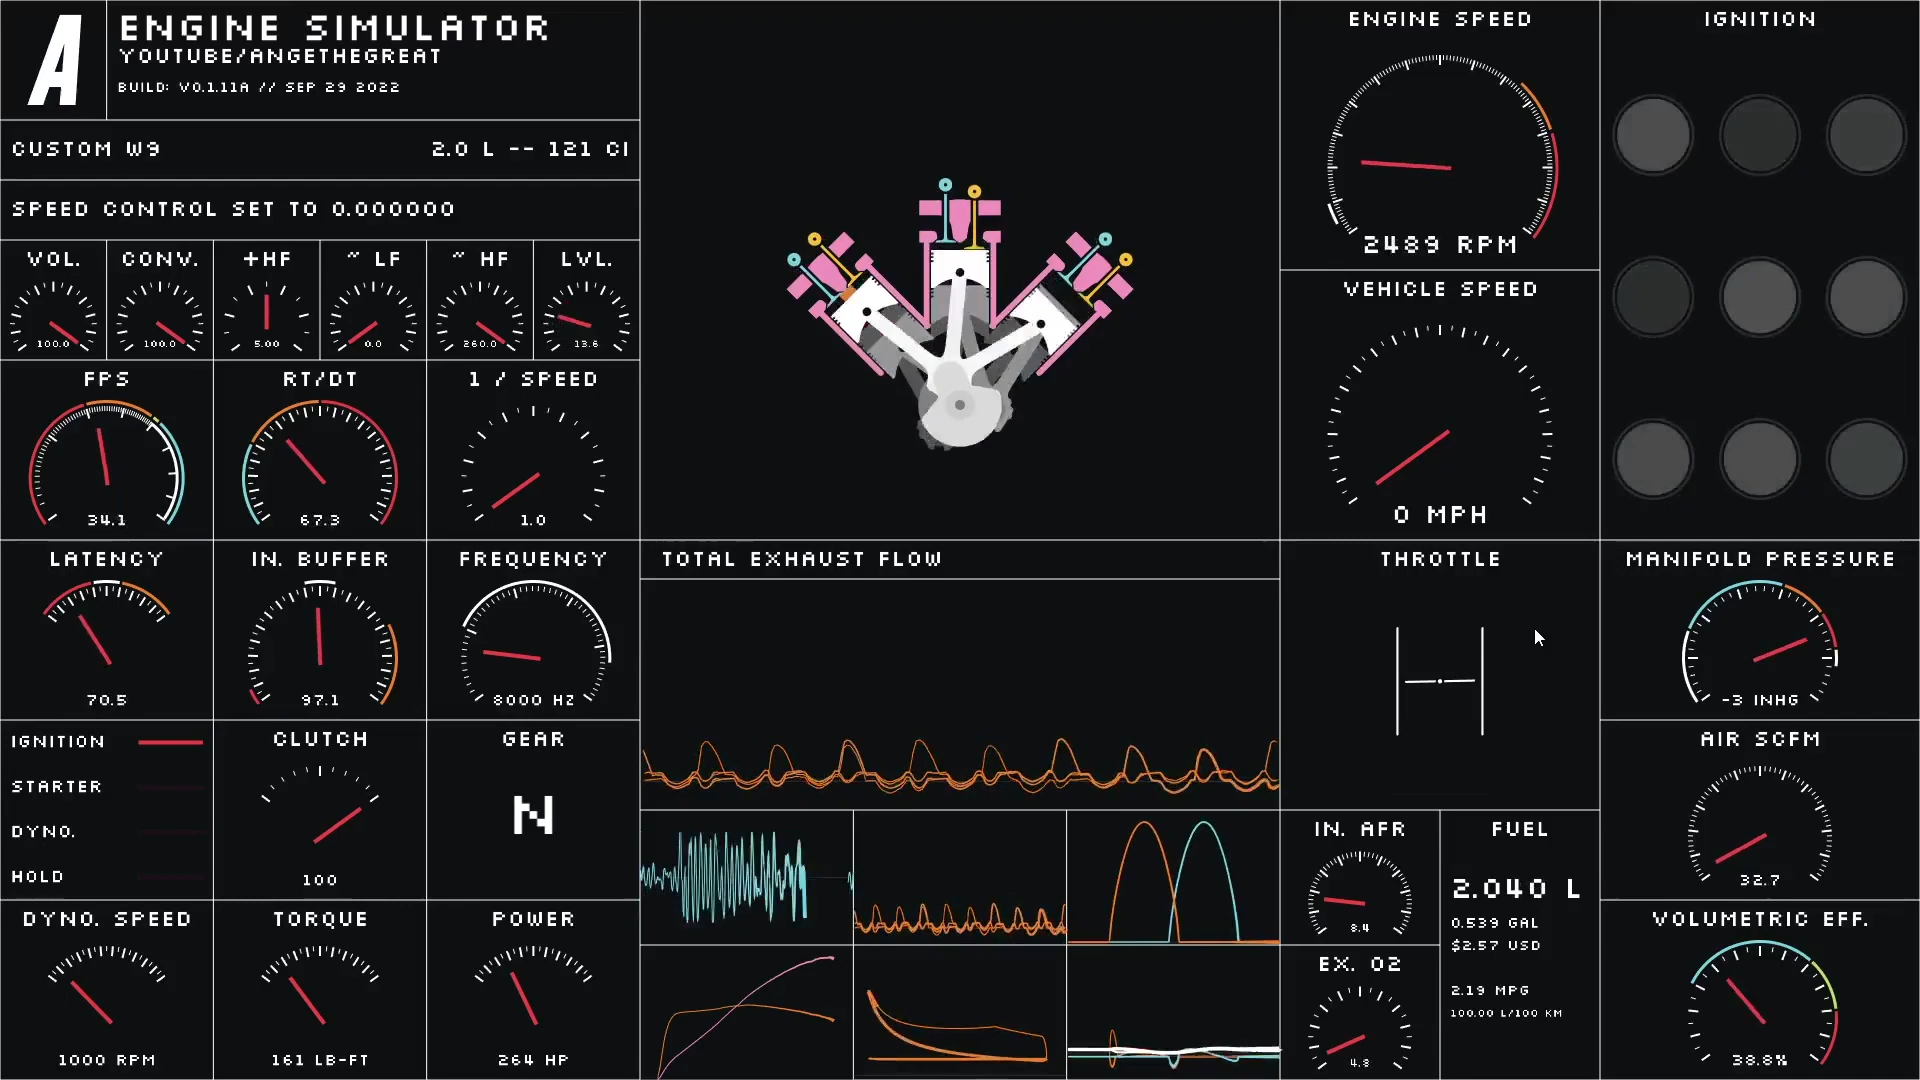 A
ENGINE SIMULATOR
YOUTUBE/ANGETHEGREAT
BUILD: V0.1.11A // SEP 29 2022
CUSTOM W9
2.0 L -- 121 CI
SPEED CONTROL SET TO 0.000000
VOL.
100.0
CONV.
100.0
+HF
5.00
~ LF
0.0
~ HF
260.0
LVL.
13.6
FPS
34.1
RT/DT
67.3
1 / SPEED
1.0
LATENCY
70.5
IN. BUFFER
97.1
FREQUENCY
8000 HZ
IGNITION
STARTER
DYNO.
HOLD
CLUTCH
100
GEAR
N
DYNO. SPEED
1000 RPM
TORQUE
161 LB-FT
POWER
264 HP
TOTAL EXHAUST FLOW
ENGINE SPEED
2489 RPM
VEHICLE SPEED
0 MPH
THROTTLE
IN. AFR
8.4
EX. O2
4.8
FUEL
2.040 L
0.539 GAL
$2.57 USD
2.19 MPG
100.00 L/100 KM
IGNITION
MANIFOLD PRESSURE
-3 INHG
AIR SCFM
32.7
VOLUMETRIC EFF.
38.8%